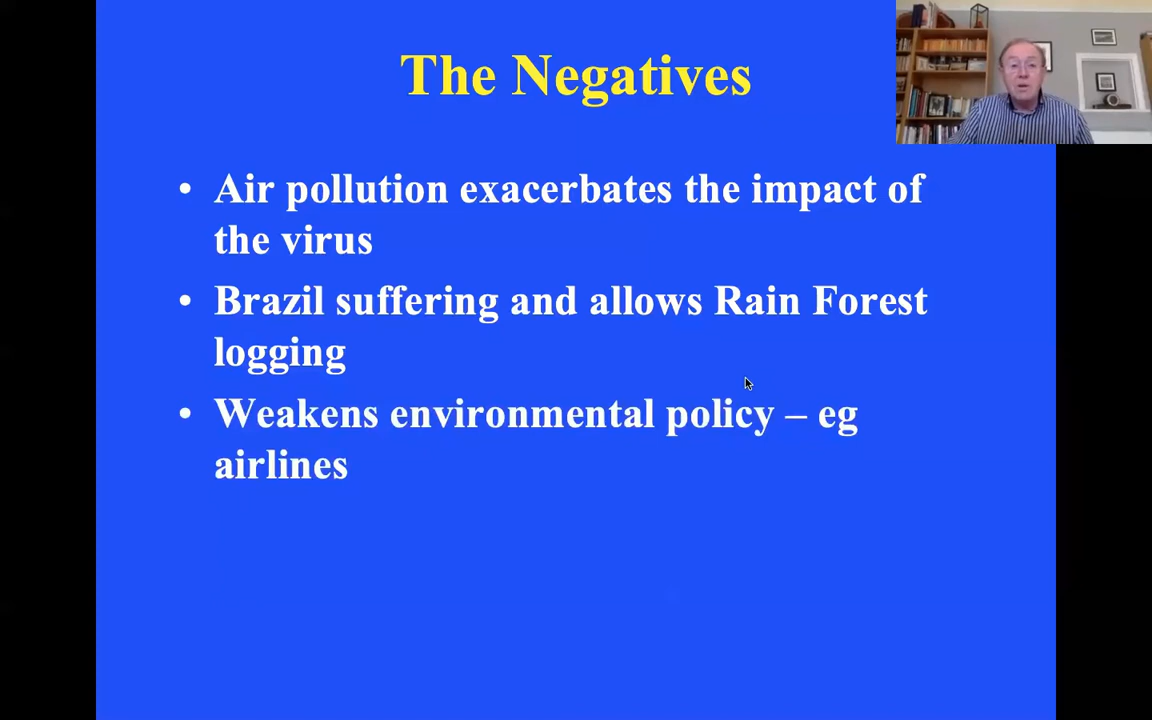 The Negatives
• Air pollution exacerbates the impact of
the virus
• Brazil suffering and allows Rain Forest
logging
• Weakens environmental policy – eg
airlines